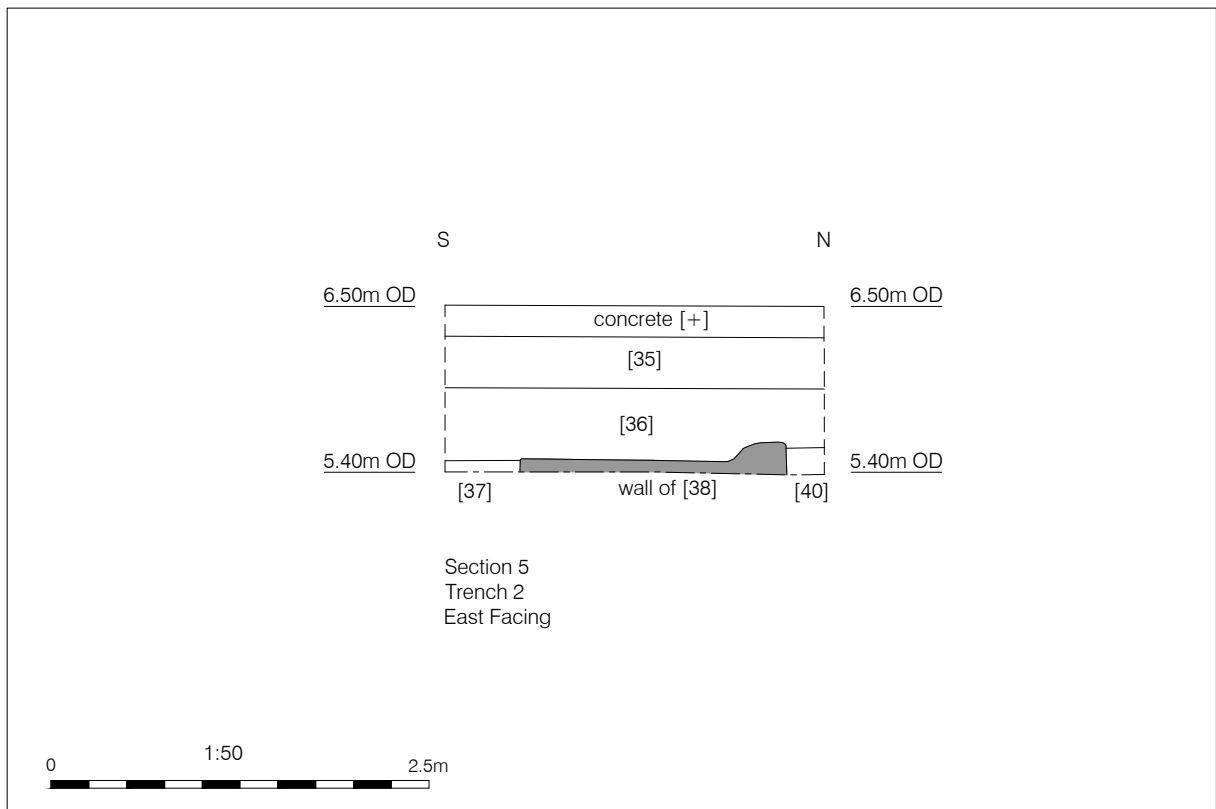 S N
6.50m OD 6.50m OD
concrete [+]
[35]
[36]
5.40m OD 5.40m OD
[37] wall of [38] [40]
Section 5
Trench 2
East Facing
1:50
0 2.5m